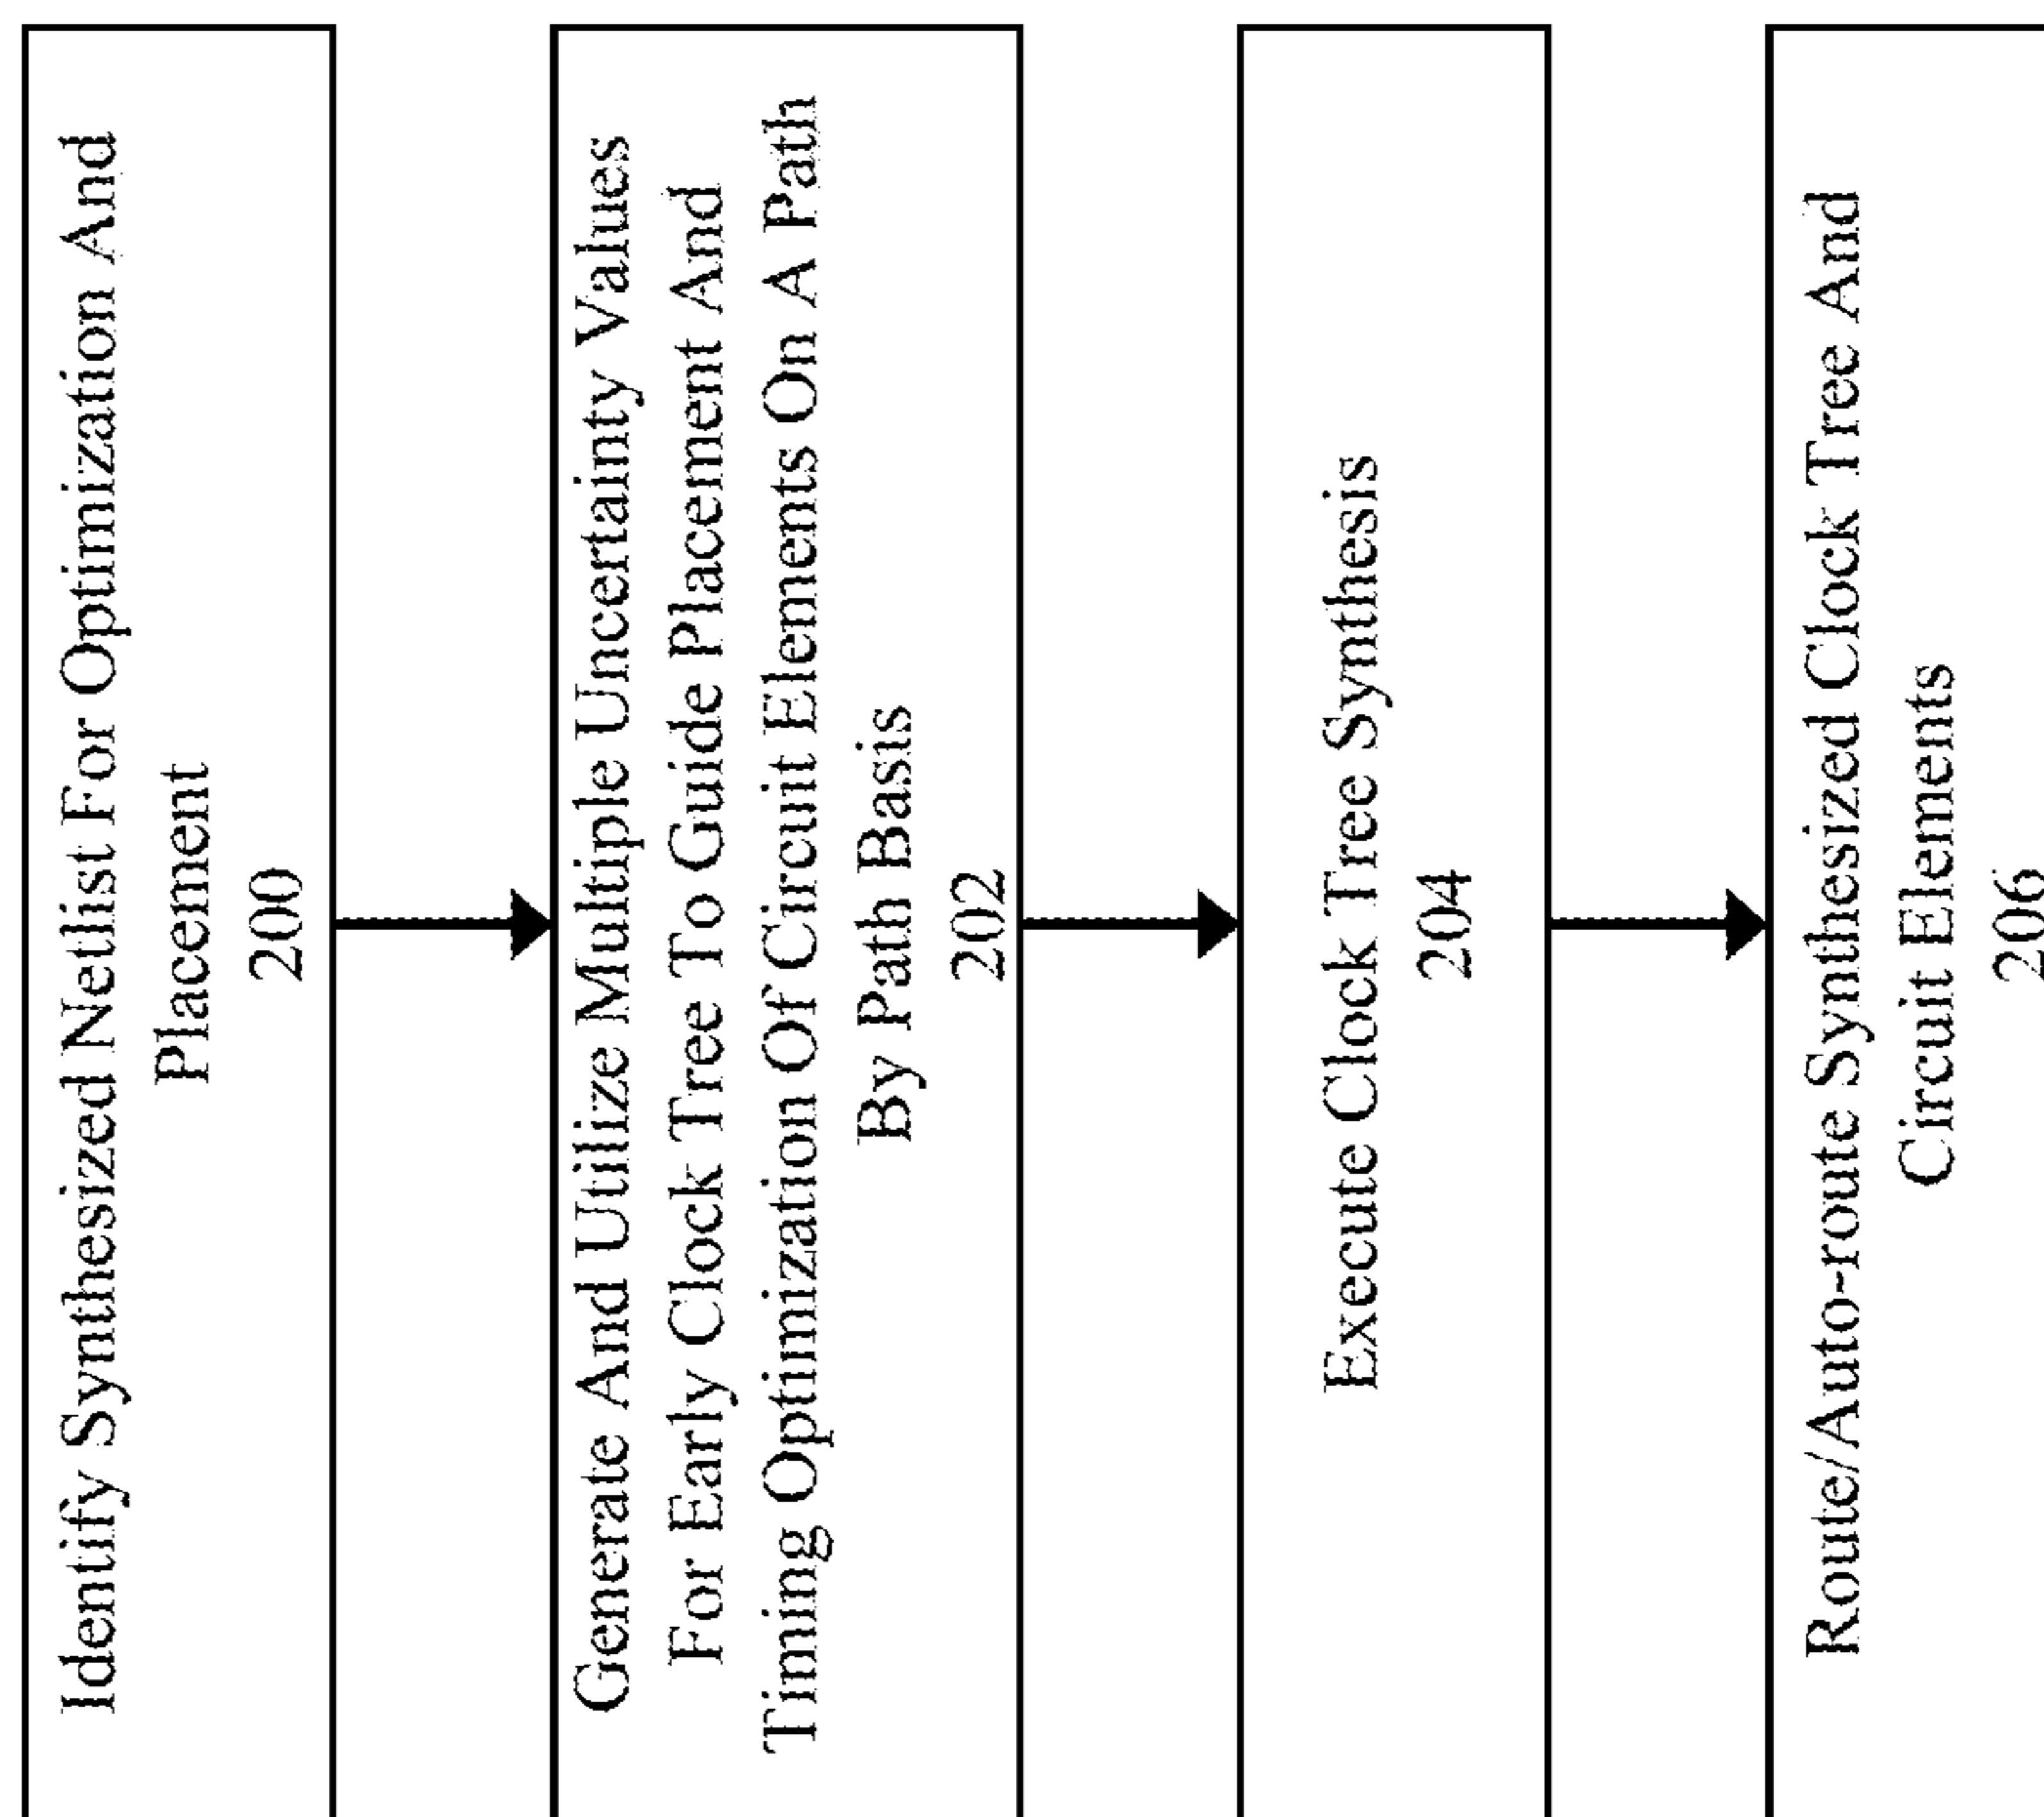 Identify Synthesized Netlist For Optimization And
Placement
200
Generate And Utilize Multiple Uncertainty Values
For Early Clock Tree To Guide Placement And
Timing Optimization Of Circuit Elements On A Path
By Path Basis
202
Execute Clock Tree Synthesis
204
Route/Auto-route Synthesized Clock Tree And
Circuit Elements
206